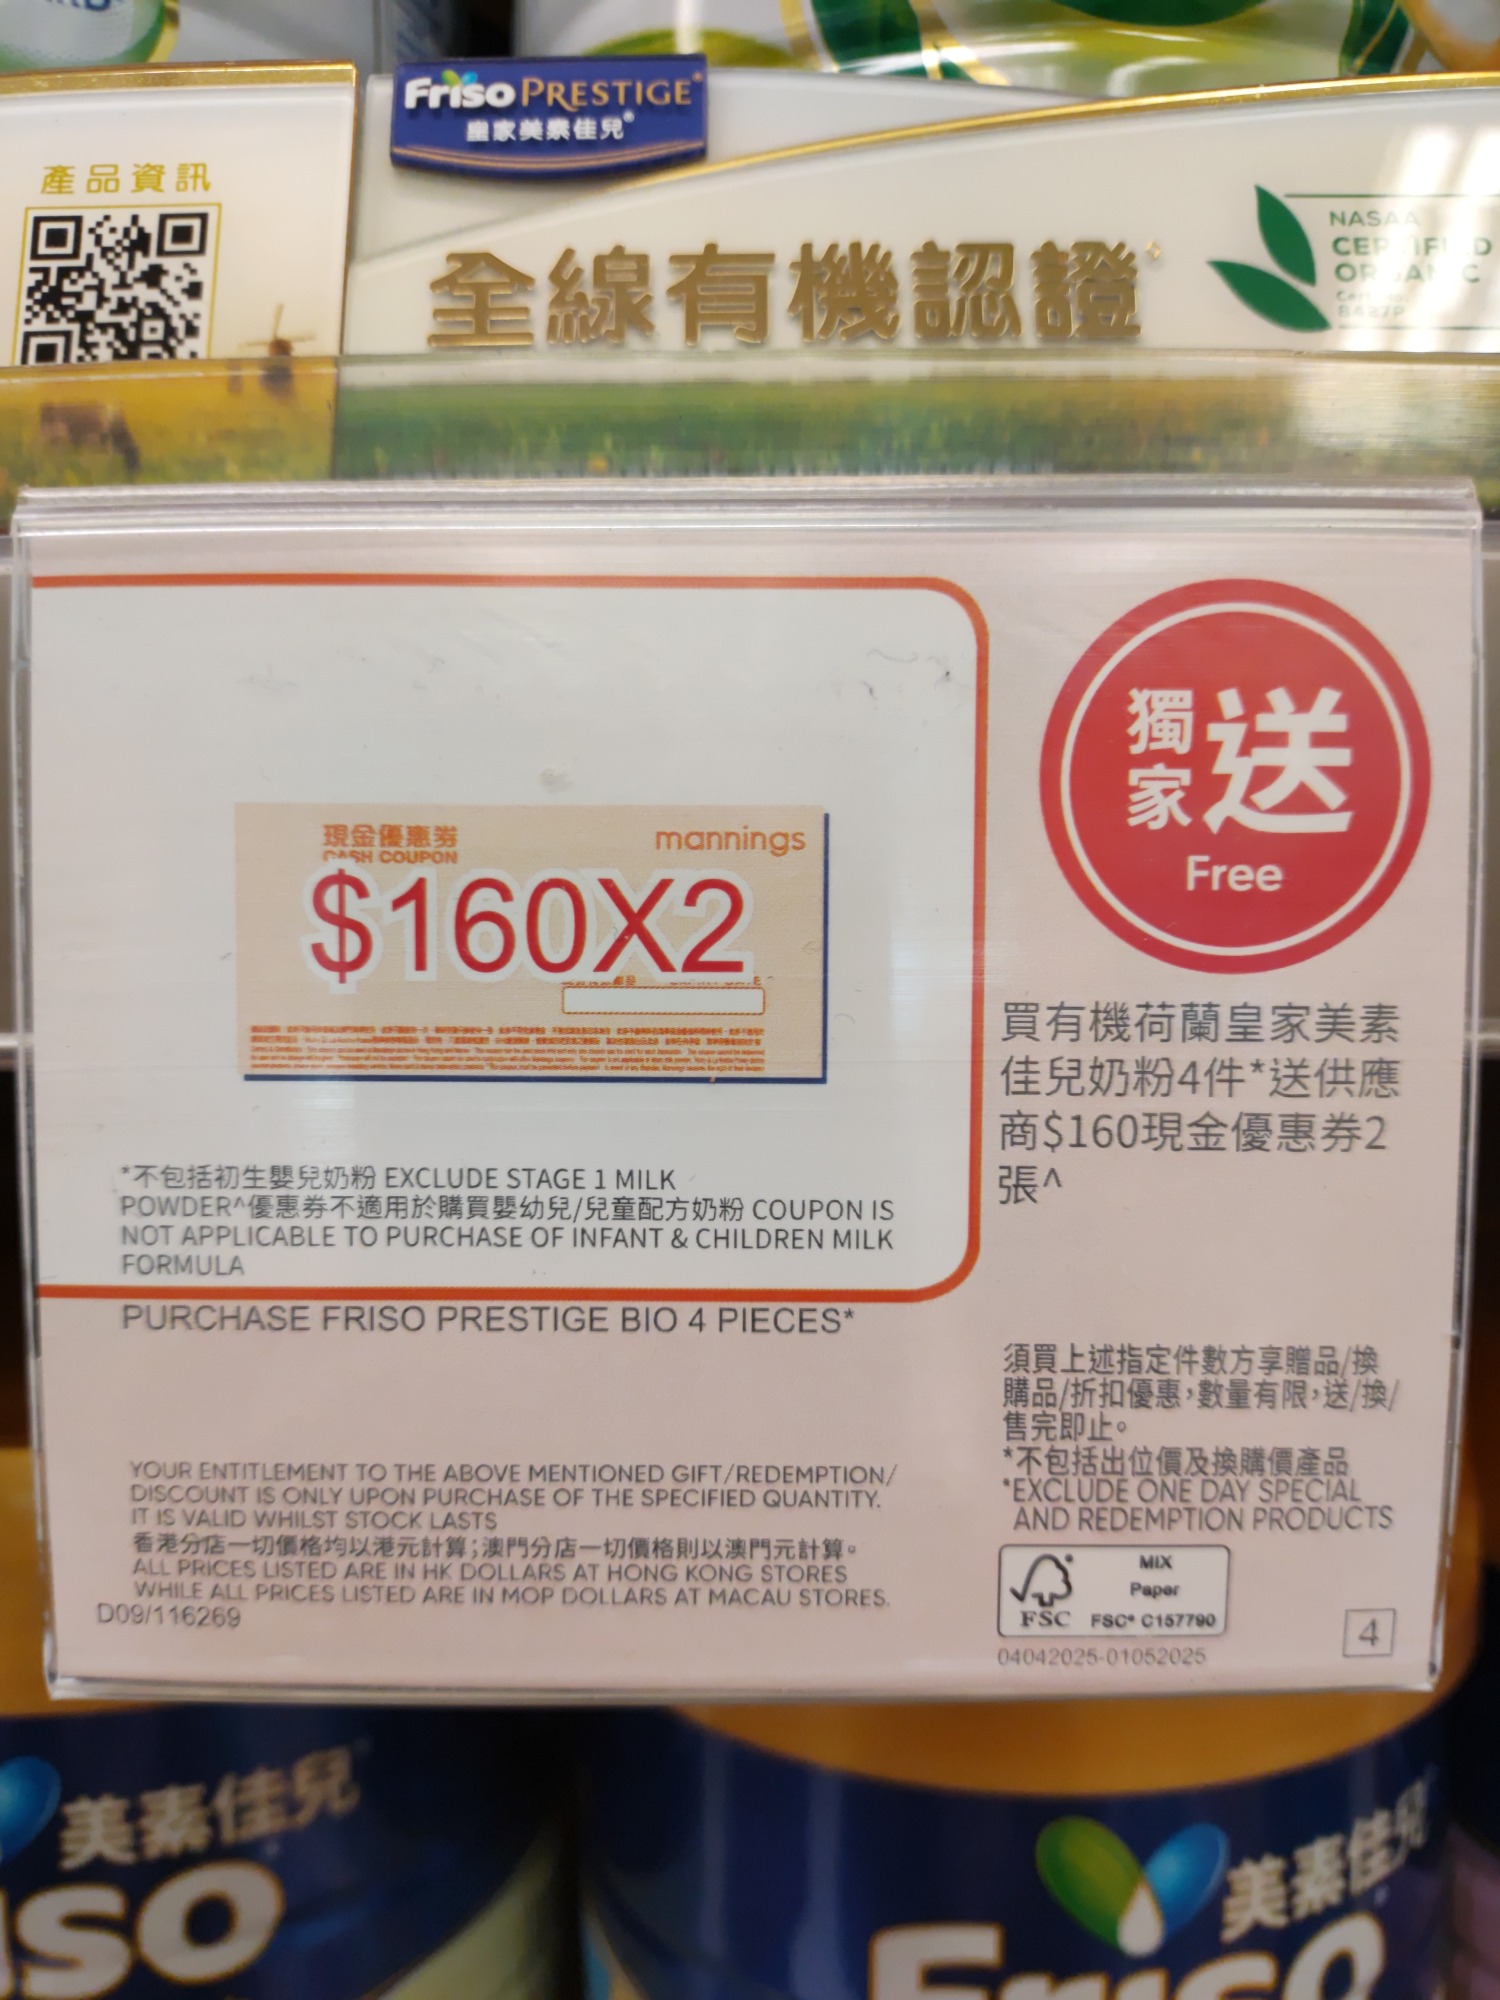 Friso PRESTIGE
皇家美素佳兒®
產品資訊
全線有機認證
NASAA
CERTIFIED
ORGANIC
獨家送
Free
現金優惠券
mannings
CASH COUPON
$160X2
買有機荷蘭皇家美素
佳兒奶粉4件*送供應
商$160現金優惠券2
張^
*不包括初生嬰兒奶粉 EXCLUDE STAGE 1 MILK
POWDER^優惠券不適用於購買嬰幼兒/兒童配方奶粉 COUPON IS
NOT APPLICABLE TO PURCHASE OF INFANT & CHILDREN MILK
FORMULA
PURCHASE FRISO PRESTIGE BIO 4 PIECES*
須買上述指定件數方享贈品/換
購品/折扣優惠，數量有限，送/換/
售完即止。
*不包括出位價及換購價產品
*EXCLUDE ONE DAY SPECIAL
AND REDEMPTION PRODUCTS
YOUR ENTITLEMENT TO THE ABOVE MENTIONED GIFT/REDEMPTION/
DISCOUNT IS ONLY UPON PURCHASE OF THE SPECIFIED QUANTITY.
IT IS VALID WHILST STOCK LASTS
香港分店一切價格均以港元計算；澳門分店一切價格則以澳門元計算。
ALL PRICES LISTED ARE IN HK DOLLARS AT HONG KONG STORES
WHILE ALL PRICES LISTED ARE IN MOP DOLLARS AT MACAU STORES.
D09/116269
FSC
MIX
Paper
FSC® C157790
04042025-01052025
4
美素佳兒
美素佳兒
Friso